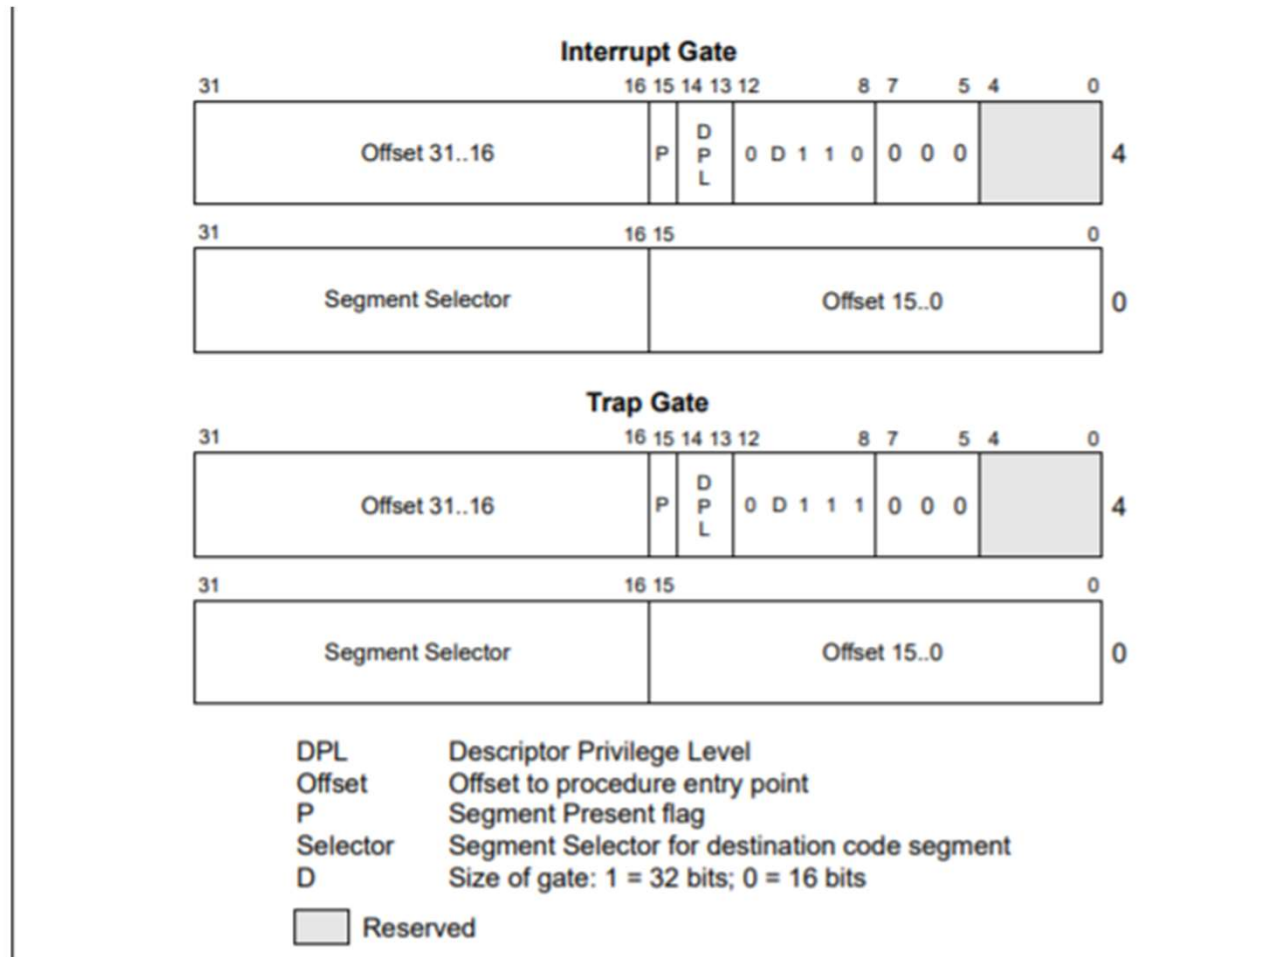 Interrupt Gate
31 16 15 14 13 12 8 7 5 4 0
Offset 31..16 P D P L 0 D 1 1 0 0 0 0 4
31 16 15 0
Segment Selector Offset 15..0 0
Trap Gate
31 16 15 14 13 12 8 7 5 4 0
Offset 31..16 P D P L 0 D 1 1 1 0 0 0 4
31 16 15 0
Segment Selector Offset 15..0 0
DPL Descriptor Privilege Level
Offset Offset to procedure entry point
P Segment Present flag
Selector Segment Selector for destination code segment
D Size of gate: 1 = 32 bits; 0 = 16 bits
Reserved